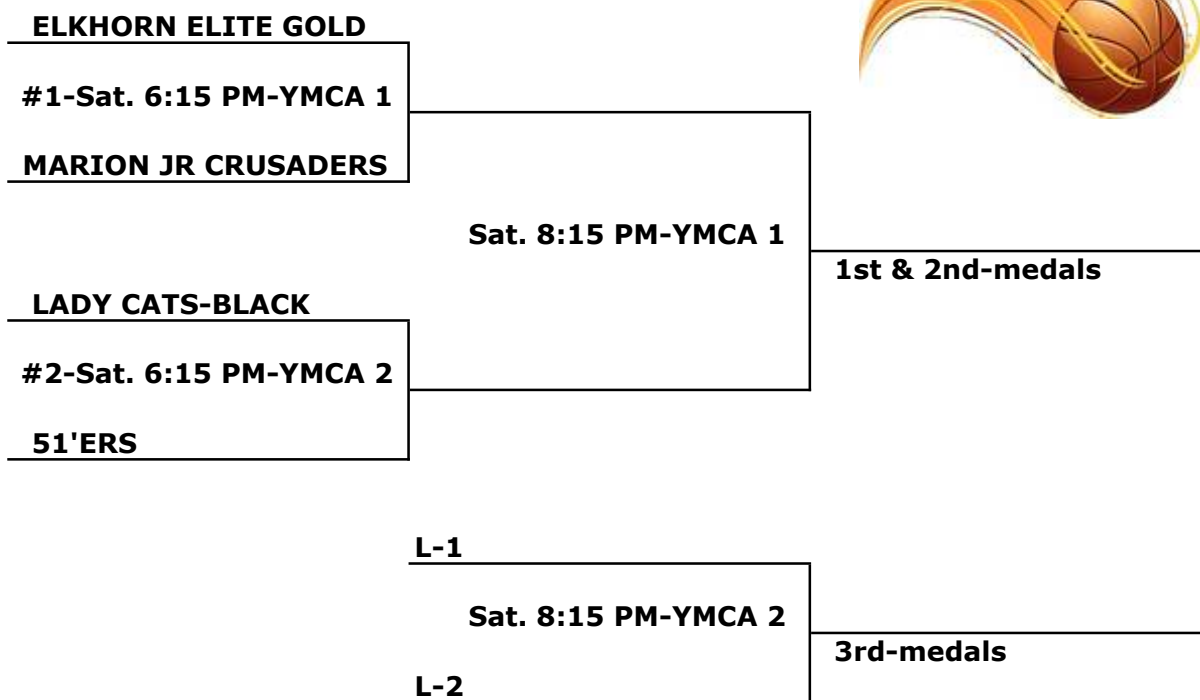 ELKHORN ELITE GOLD
#1-Sat. 6:15 PM-YMCA 1
MARION JR CRUSADERS
Sat. 8:15 PM-YMCA 1
1st & 2nd-medals
LADY CATS-BLACK
#2-Sat. 6:15 PM-YMCA 2
51'ERS
L-1
Sat. 8:15 PM-YMCA 2
3rd-medals
L-2